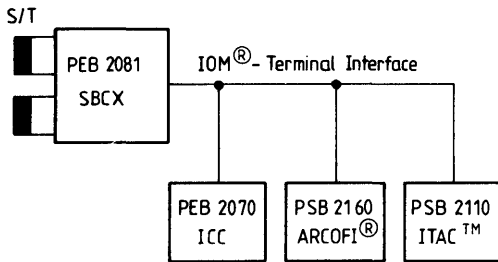 S/T
PEB 2081
SBCX
IOM® - Terminal Interface
PEB 2070
ICC
PSB 2160
ARCOFI®
PSB 2110
ITAC™